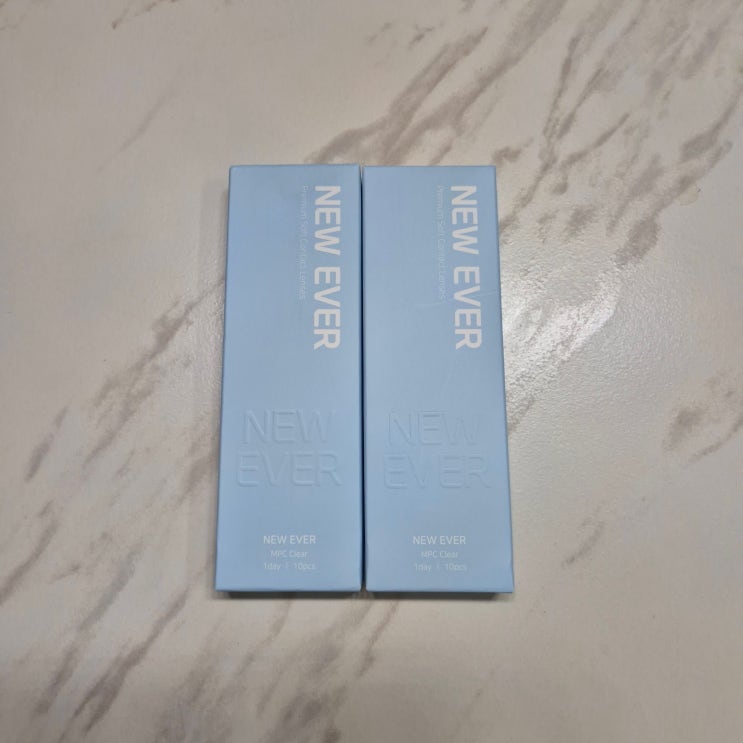 NEW EVER
Premium Soft Contact Lenses
NEW
EVER
NEW EVER
MPC Clear
1day | 10pcs
NEW EVER
Premium Soft Contact Lenses
NEW
EVER
NEW EVER
MPC Clear
1day | 10pcs